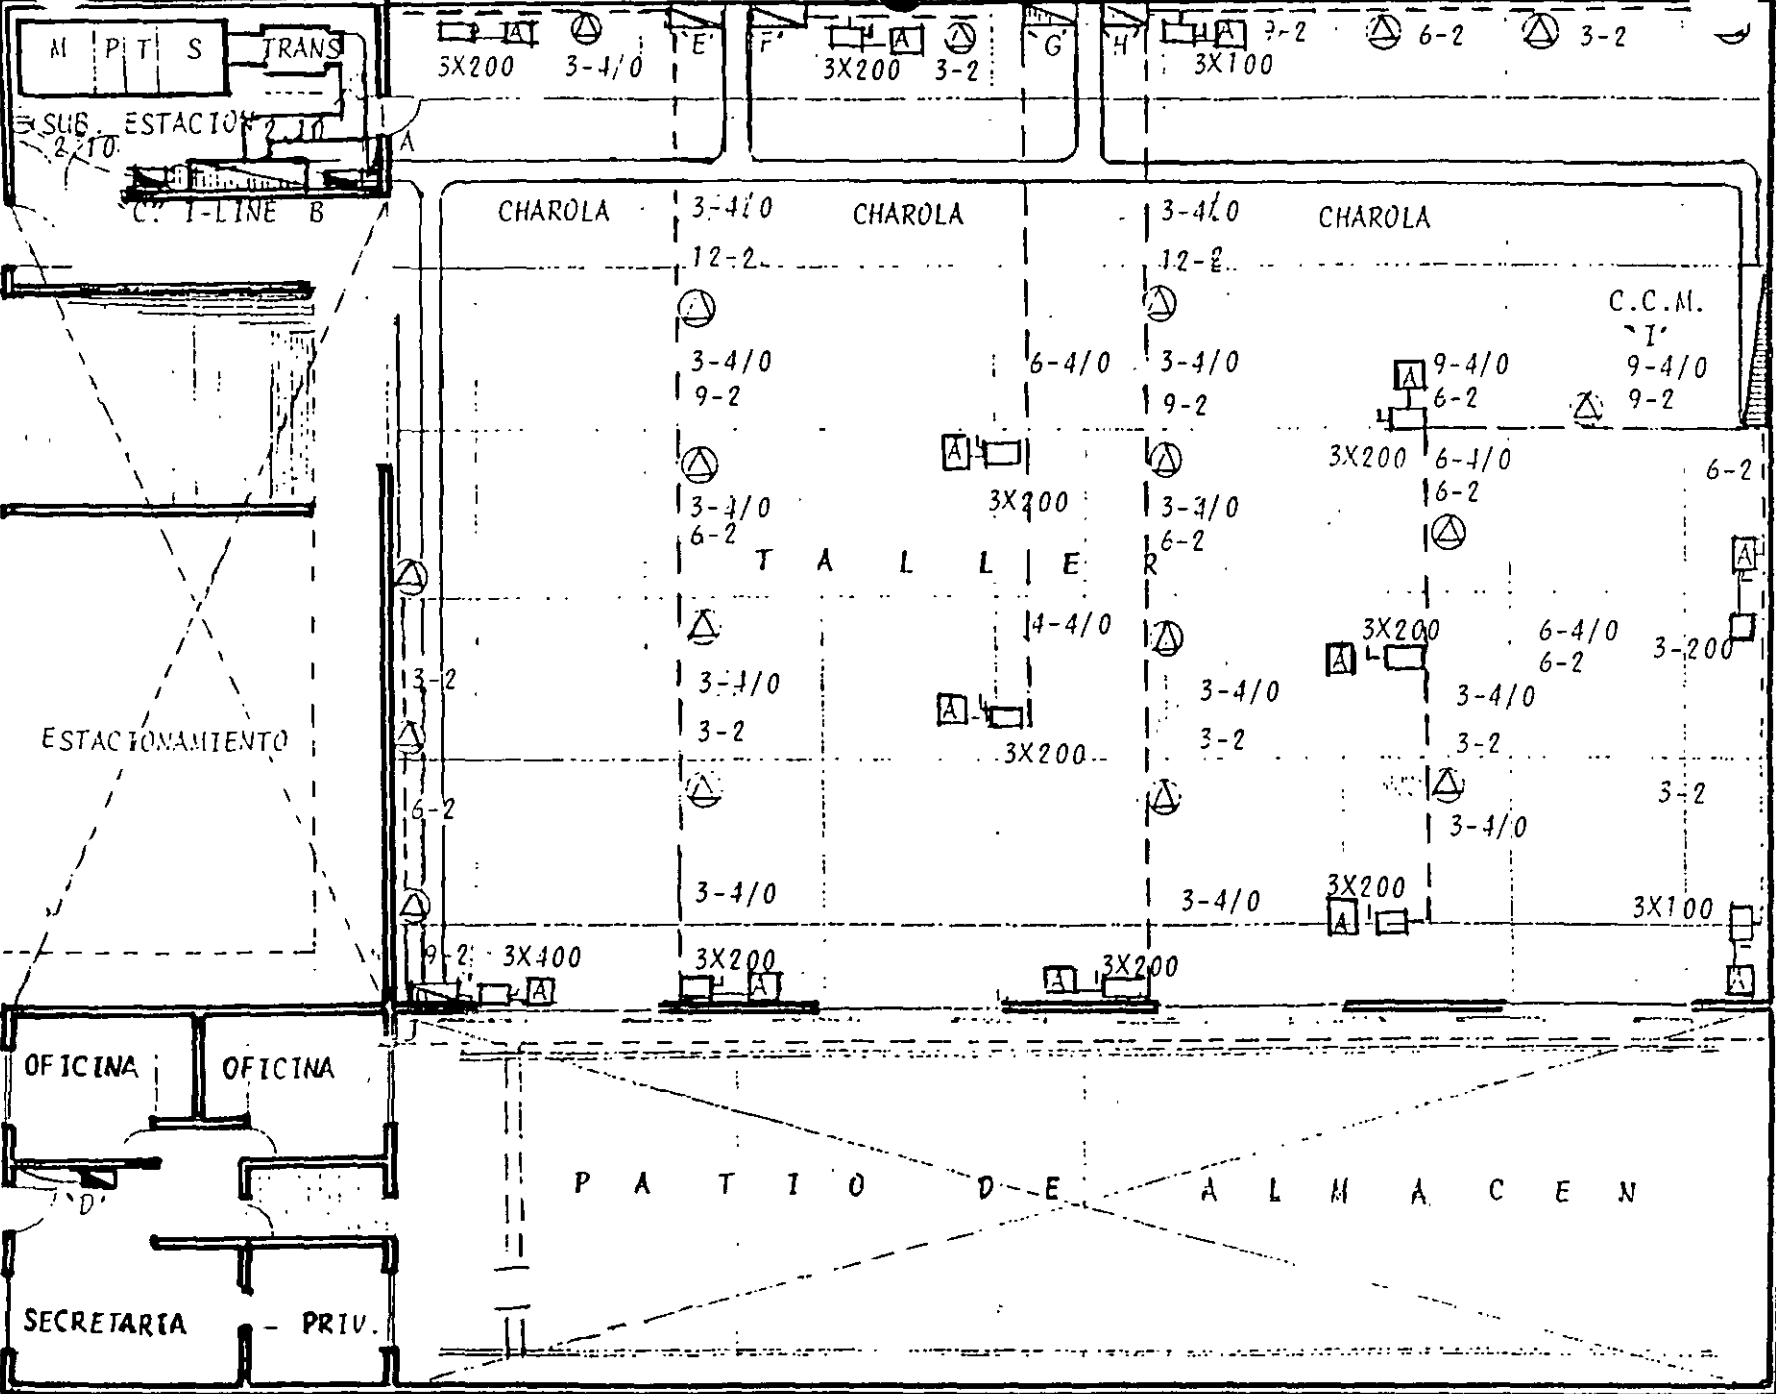 M P T S TRANS
3X200 3-4/0 "E" "F" 3X200 A 3-2 "G" "H" 3X100 A 6-2 3-2
SUB. ESTACION 2.10
2.10
A
"C" I-LINE B
CHAROLA 3-4/0 CHAROLA 3-4/0 CHAROLA
12-2
C.C.M.
"I"
3-4/0 6-4/0 3-4/0 A 9-4/0 9-4/0
9-2 9-2 6-2 9-2
A 3X200 6-4/0 6-2
3X200 6-2
3-4/0 3-4/0
6-2 6-2
T A L L E R A
4-4/0 3X200 6-4/0 3-200
A 6-2
3-2 3-4/0 3-4/0 3-4/0
A
3-2 3-2 3-2
ESTACIONAMIENTO 3X200
6-2 3-2
3-4/0
3-4/0 3-4/0 3X200 3X100
A
9-2 3X400 3X200 3X200
A A A A
J
OFICINA OFICINA
"D" P A T I O D E A L M A C E N
SECRETARIA - PRIV.